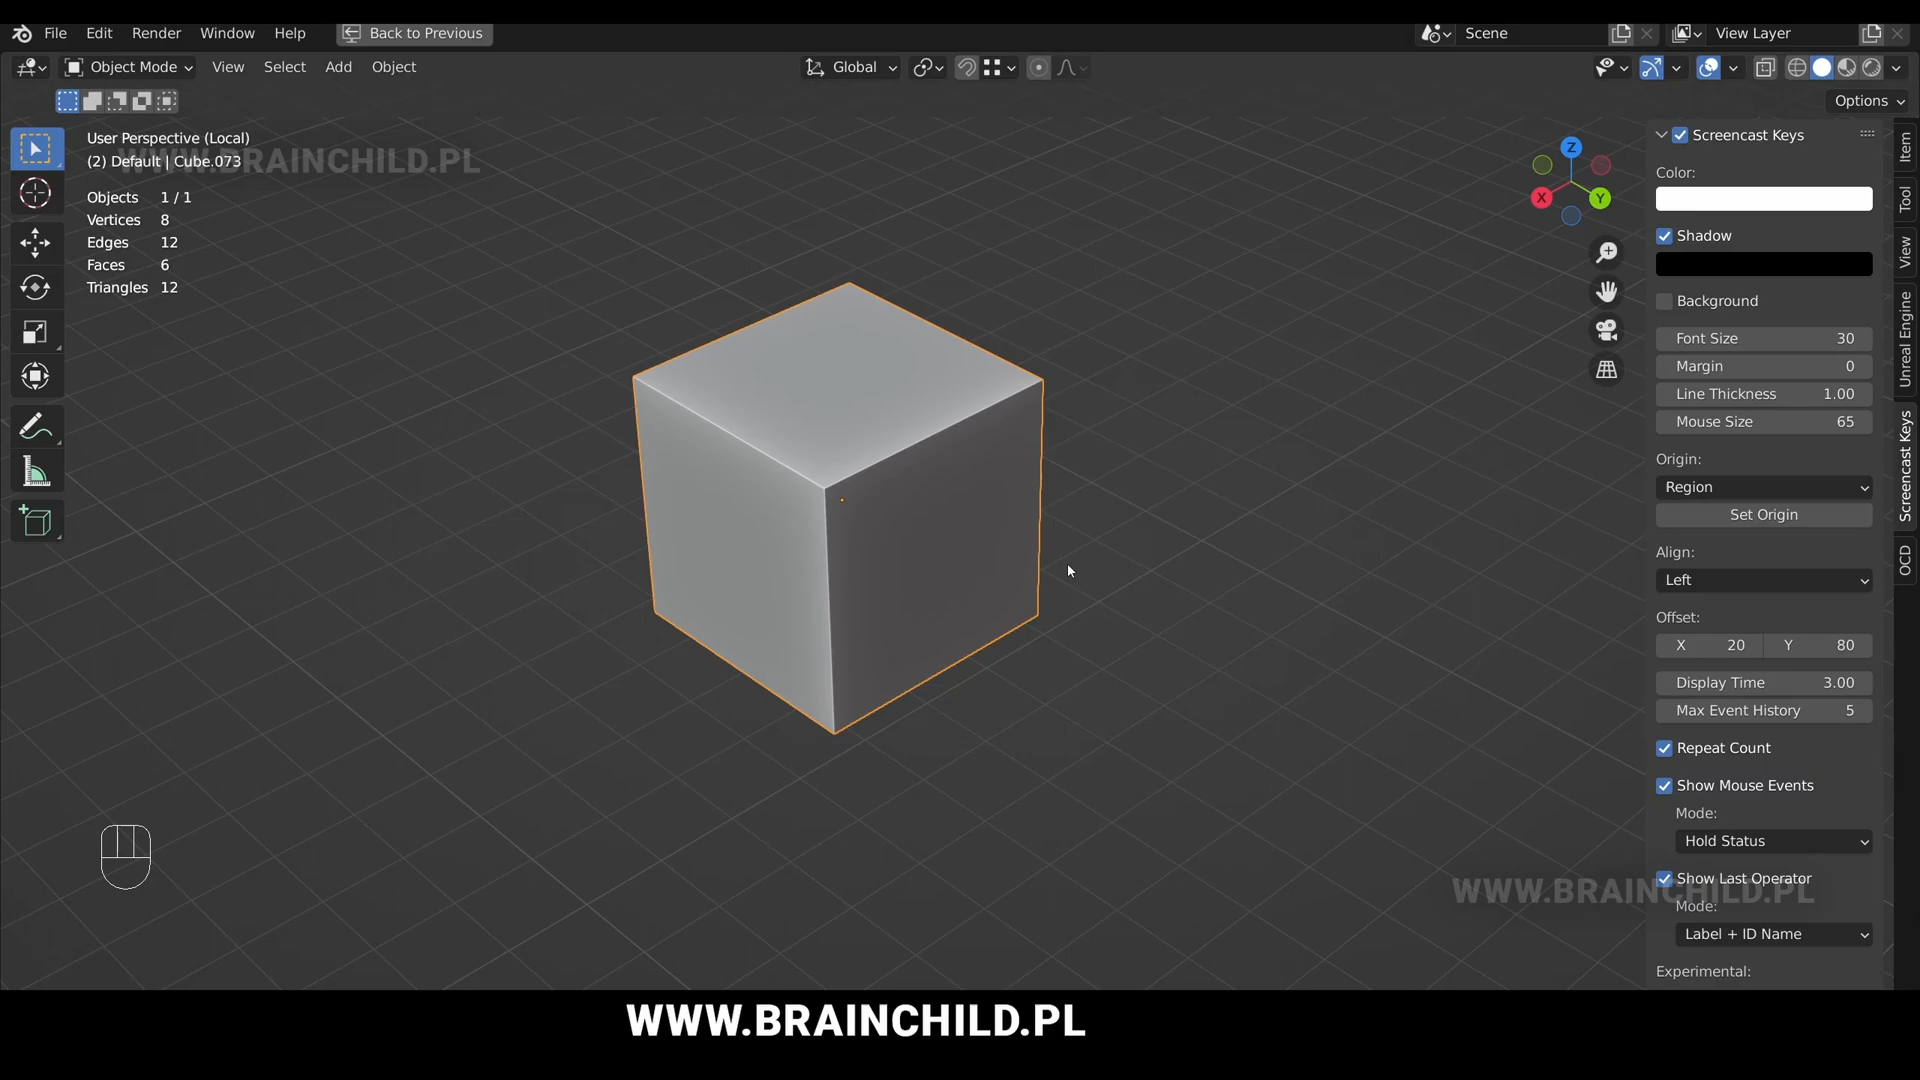 File Edit Render Window Help Back to Previous Scene View Layer
Object Mode View Select Add Object Global
Options
User Perspective (Local)
(2) Default | Cube.073
WWW.BRAINCHILD.PL
Objects 1 / 1
Vertices 8
Edges 12
Faces 6
Triangles 12
Z
X
Y
Screencast Keys
Color:
Shadow
Background
Font Size 30
Margin 0
Line Thickness 1.00
Mouse Size 65
Origin:
Region
Set Origin
Align:
Left
Offset:
X 20 Y 80
Display Time 3.00
Max Event History 5
Repeat Count
Show Mouse Events
Mode:
Hold Status
Show Last Operator
WWW.BRAINCHILD.PL
Mode:
Label + ID Name
Experimental:
Item
Tool
View
Unreal Engine
Screencast Keys
OCD
WWW.BRAINCHILD.PL